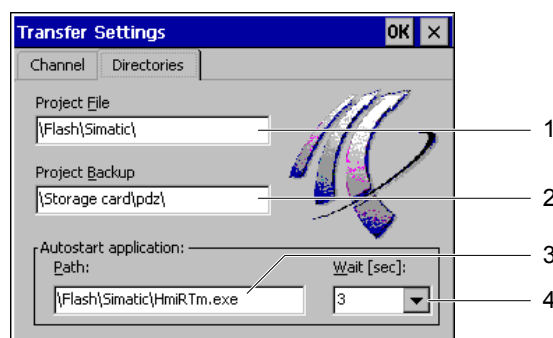 Transfer Settings OK ×
Channel Directories
Project File
\Flash\Simatic\
1
Project Backup
\Storage card\pdz\
2
Autostart application:
3
Path: Wait [sec]:
\Flash\Simatic\HmiRTm.exe 3
4